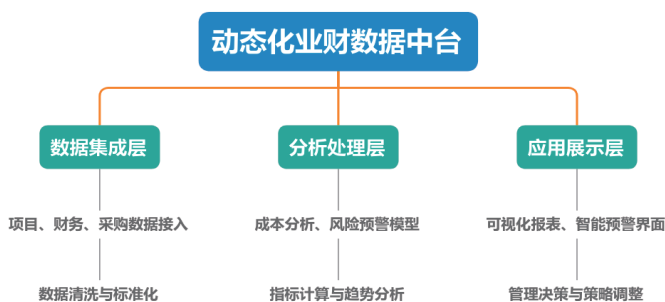 动态化业财数据中台
数据集成层
分析处理层
应用展示层
项目、财务、采购数据接入
成本分析、风险预警模型
可视化报表、智能预警界面
数据清洗与标准化
指标计算与趋势分析
管理决策与策略调整